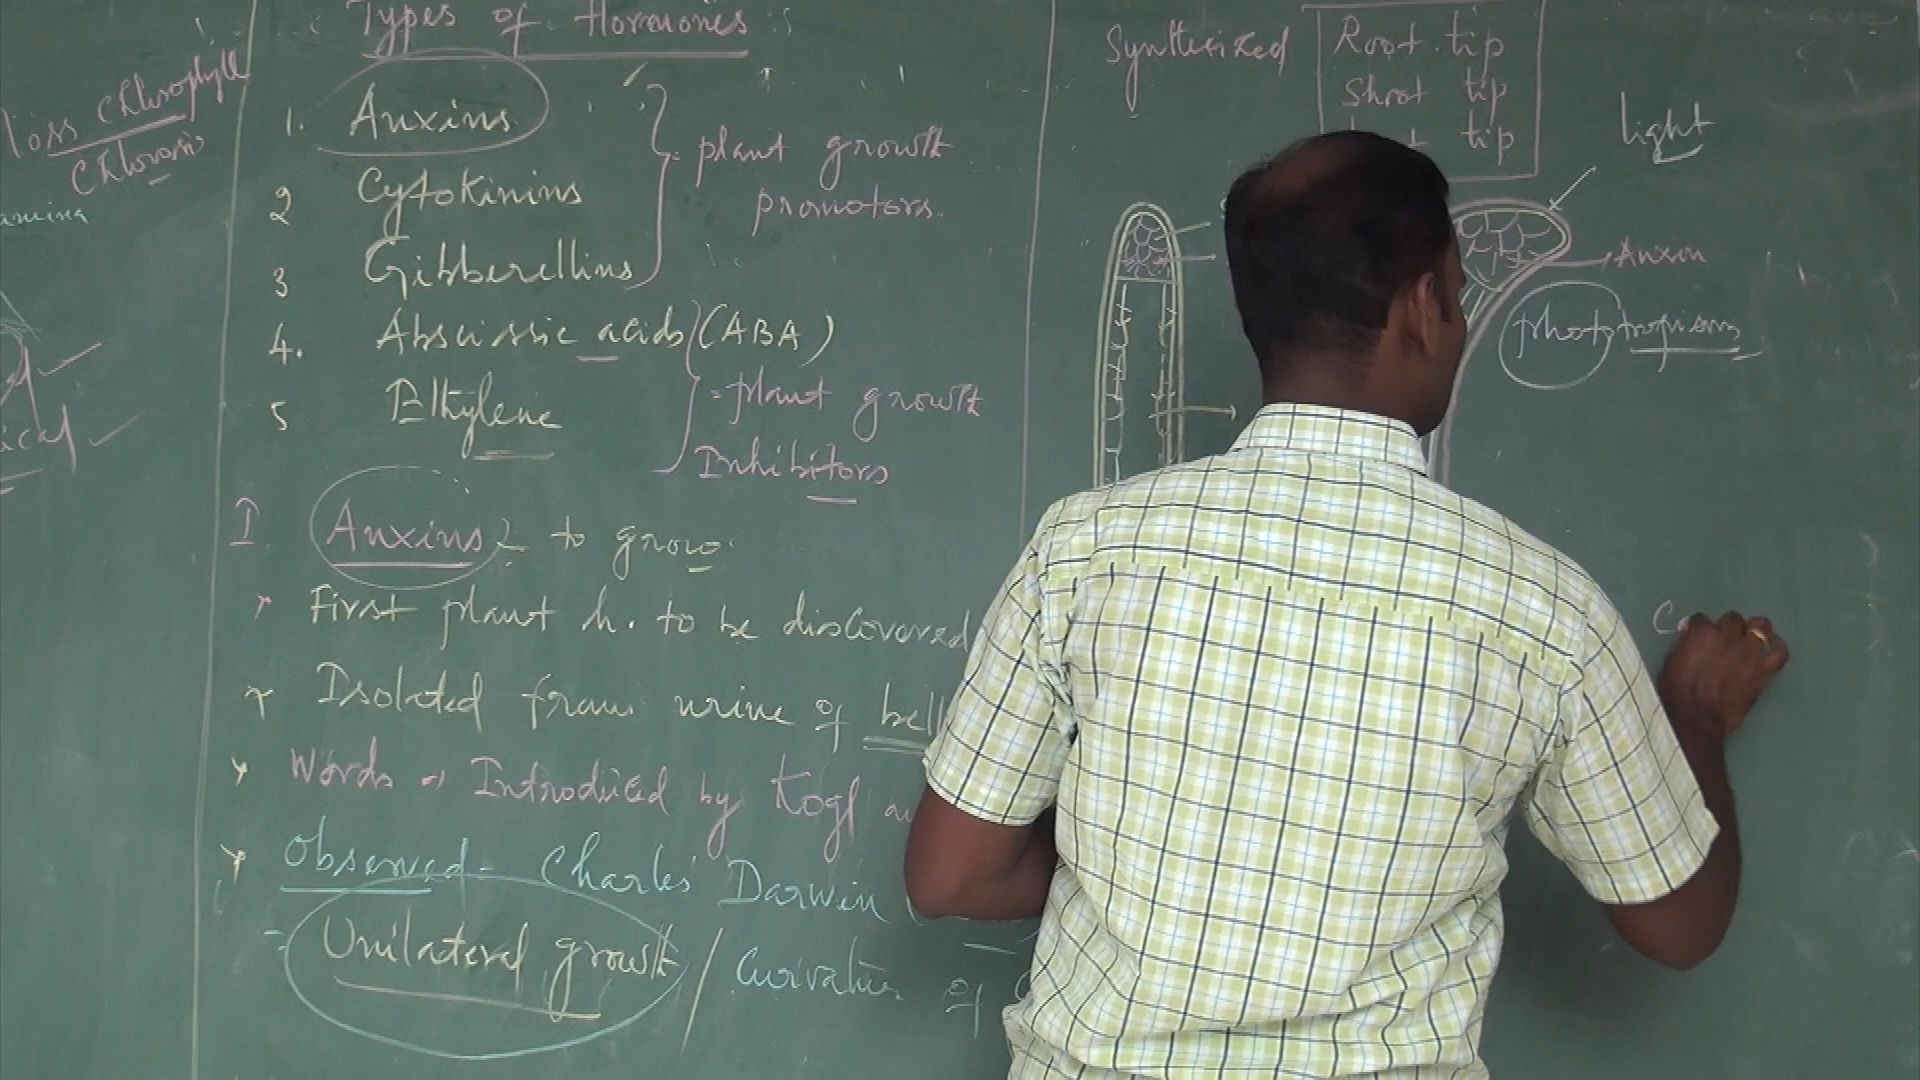 loss chlorophyll
chlorosis
Types of Hormones
1. Auxins
2 Cytokinins
3 Gibberellins
= plant growth
promotors.
4. Abscissic acids (ABA)
5 Ethylene
= plant growth
Inhibitors
I. Auxins - to grow
First plant h. to be discovered
Isolated from urine of
Words Introduced by Kogl
Observed - Charles Darwin
= Unilateral growth / of
Synthesized
Root tip
Shoot tip
tip
light
Auxin
phototropism